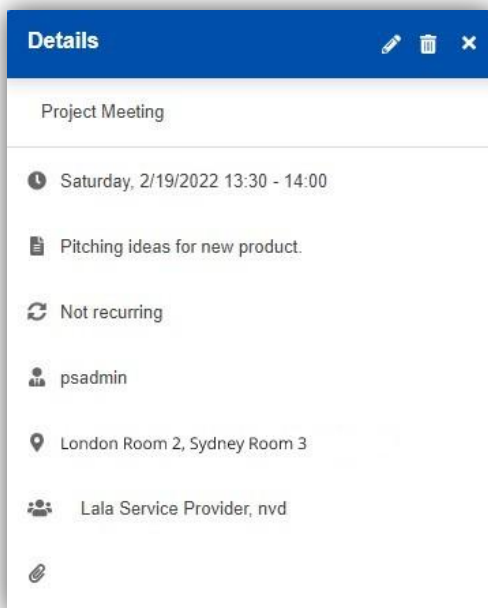 Details
Project Meeting
Saturday, 2/19/2022 13:30 - 14:00
Pitching ideas for new product.
Not recurring
psadmin
London Room 2, Sydney Room 3
Lala Service Provider, nvd